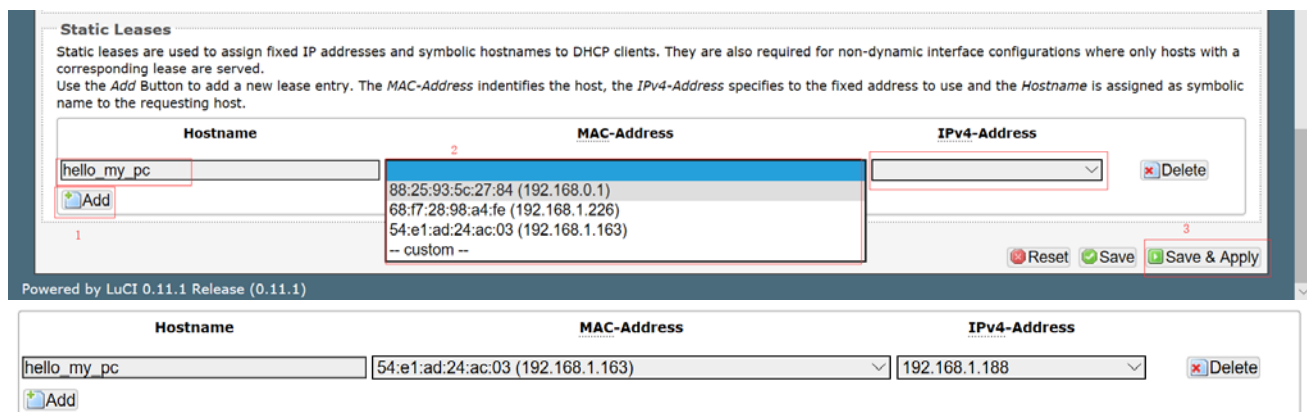 Static Leases
Static leases are used to assign fixed IP addresses and symbolic hostnames to DHCP clients. They are also required for non-dynamic interface configurations where only hosts with a
corresponding lease are served.
Use the Add Button to add a new lease entry. The MAC-Address indentifies the host, the IPv4-Address specifies to the fixed address to use and the Hostname is assigned as symbolic
name to the requesting host.
Hostname MAC-Address IPv4-Address
2
hello_my_pc Delete
88:25:93:5c:27:84 (192.168.0.1)
Add 68:f7:28:98:a4:fe (192.168.1.226)
1 54:e1:ad:24:ac:03 (192.168.1.163)
-- custom --
3
Reset Save Save & Apply
Powered by LuCI 0.11.1 Release (0.11.1)
Hostname MAC-Address IPv4-Address
hello_my_pc 54:e1:ad:24:ac:03 (192.168.1.163) 192.168.1.188 Delete
Add